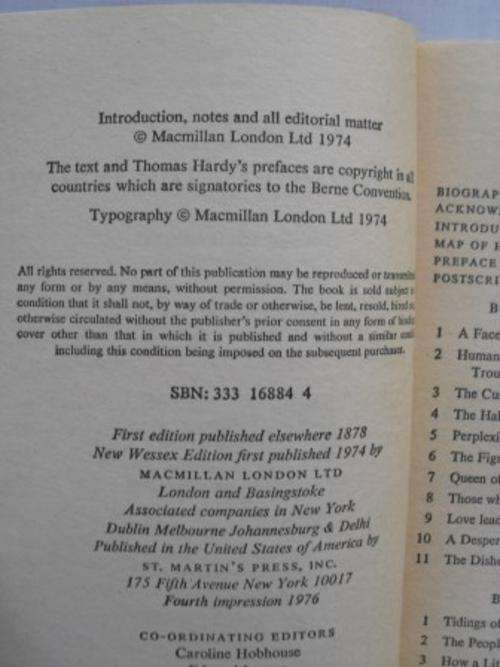 Introduction, notes and all editorial matter
© Macmillan London Ltd 1974
The text and Thomas Hardy's prefaces are copyright in all
countries which are signatories to the Berne Convention.
Typography © Macmillan London Ltd 1974
All rights reserved. No part of this publication may be reproduced or
any form or by any means, without permission. The book is sold subject
condition that it shall not, by way of trade or otherwise, be lent, resold,
otherwise circulated without the publisher's prior consent in any form of
cover other than that in which it is published and without a similar
including this condition being imposed on the subsequent purchaser.
SBN: 333 16884 4
First edition published elsewhere 1878
New Wessex Edition first published 1974 by
MACMILLAN LONDON LTD
London and Basingstoke
Associated companies in New York
Dublin Melbourne Johannesburg & Delhi
Published in the United States of America by
ST. MARTIN'S PRESS, INC.
175 Fifth Avenue New York 10017
Fourth impression 1976
CO-ORDINATING EDITORS
Caroline Hobhouse
BIOGRAP
ACKNOW
INTRODU
MAP OF
PREFACE
POSTSCRI
B
1 A Face
2 Human
Trou
3 The Cu
4 The Hal
5 Perplexi
6 The Figu
7 Queen of
8 Those wh
9 Love lead
10 A Desper
11 The Disho
B
1 Tidings of
2 The People
3 How a Li